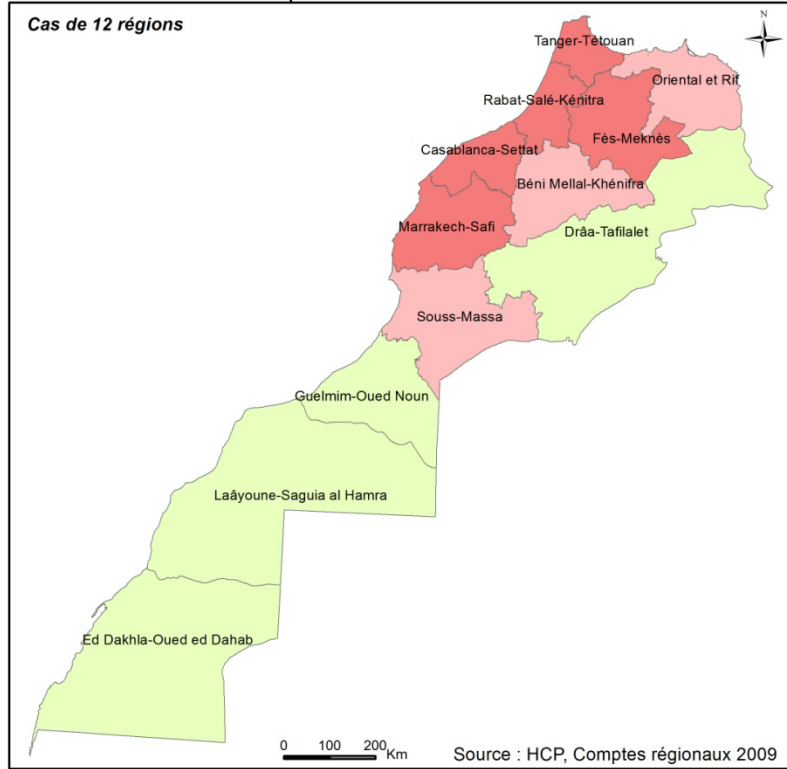 Cas de 12 régions
N
Tanger-Tètouan
Oriental et Rif
Rabat-Salé-Kénitra
Fès-Meknès
Casablanca-Settat
Béni Mellal-Khénifra
Marrakech-Safi
Drâa-Tafilalet
Souss-Massa
Guelmim-Oued Noun
Laâyoune-Saguia al Hamra
Ed Dakhla-Oued ed Dahab
0 100 200
Km
Source : HCP, Comptes régionaux 2009